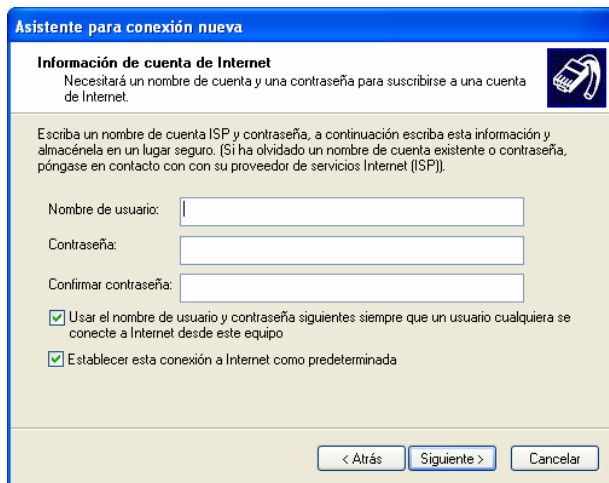 Asistente para conexión nueva
Información de cuenta de Internet
Necesitará un nombre de cuenta y una contraseña para suscribirse a una cuenta
de Internet.
Escriba un nombre de cuenta ISP y contraseña, a continuación escriba esta información y
almacénela en un lugar seguro. (Si ha olvidado un nombre de cuenta existente o contraseña,
póngase en contacto con con su proveedor de servicios Internet (ISP)).
Nombre de usuario:
Contraseña:
Confirmar contraseña:
Usar el nombre de usuario y contraseña siguientes siempre que un usuario cualquiera se
conecte a Internet desde este equipo
Establecer esta conexión a Internet como predeterminada
< Atrás Siguiente > Cancelar